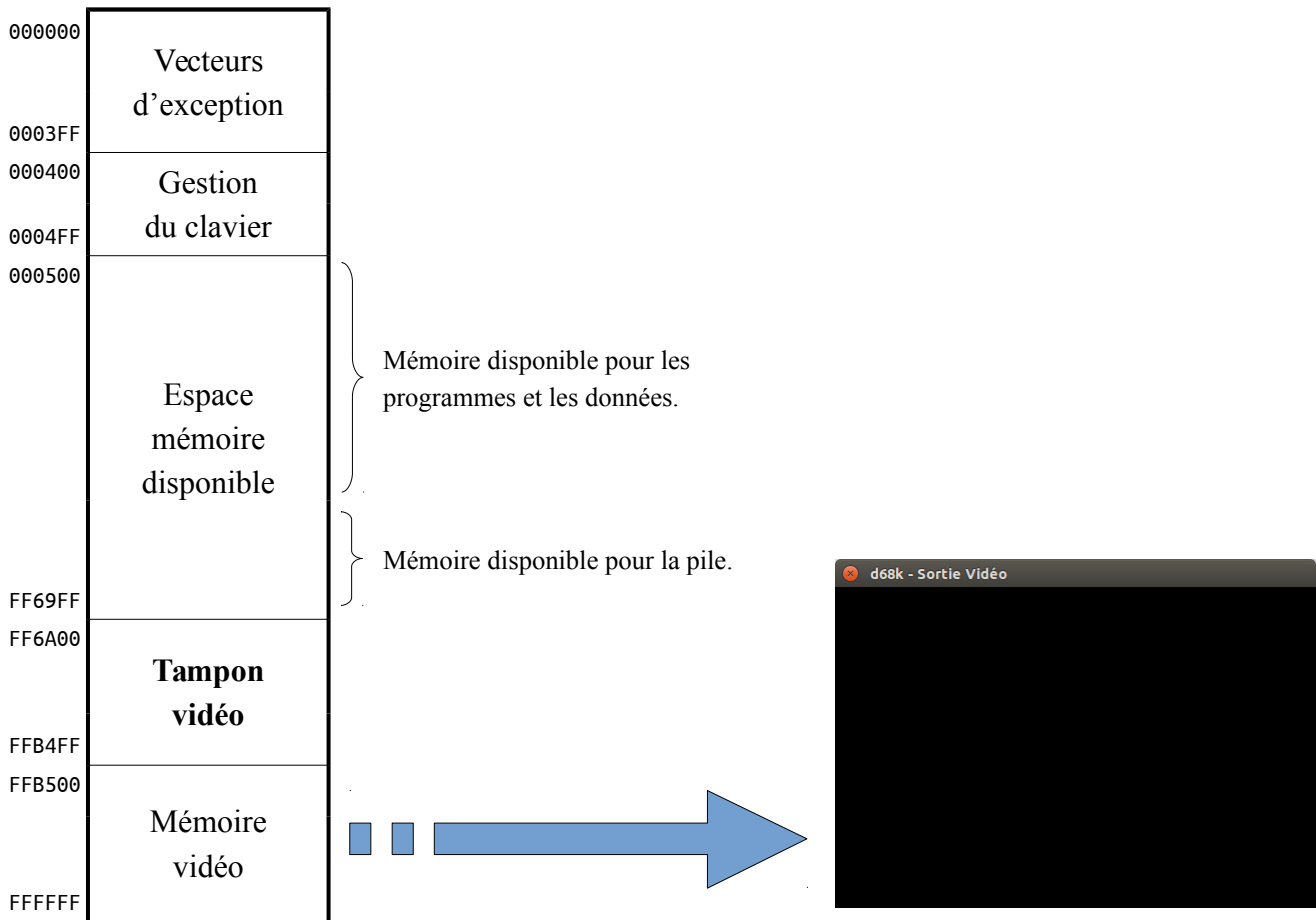 000000
Vecteurs
d’exception
0003FF
000400
Gestion
du clavier
0004FF
000500
Espace
mémoire
disponible
Mémoire disponible pour les
programmes et les données.
Mémoire disponible pour la pile.
FF69FF
FF6A00
Tampon
vidéo
FFB4FF
FFB500
Mémoire
vidéo
FFFFFF
d68k - Sortie Vidéo